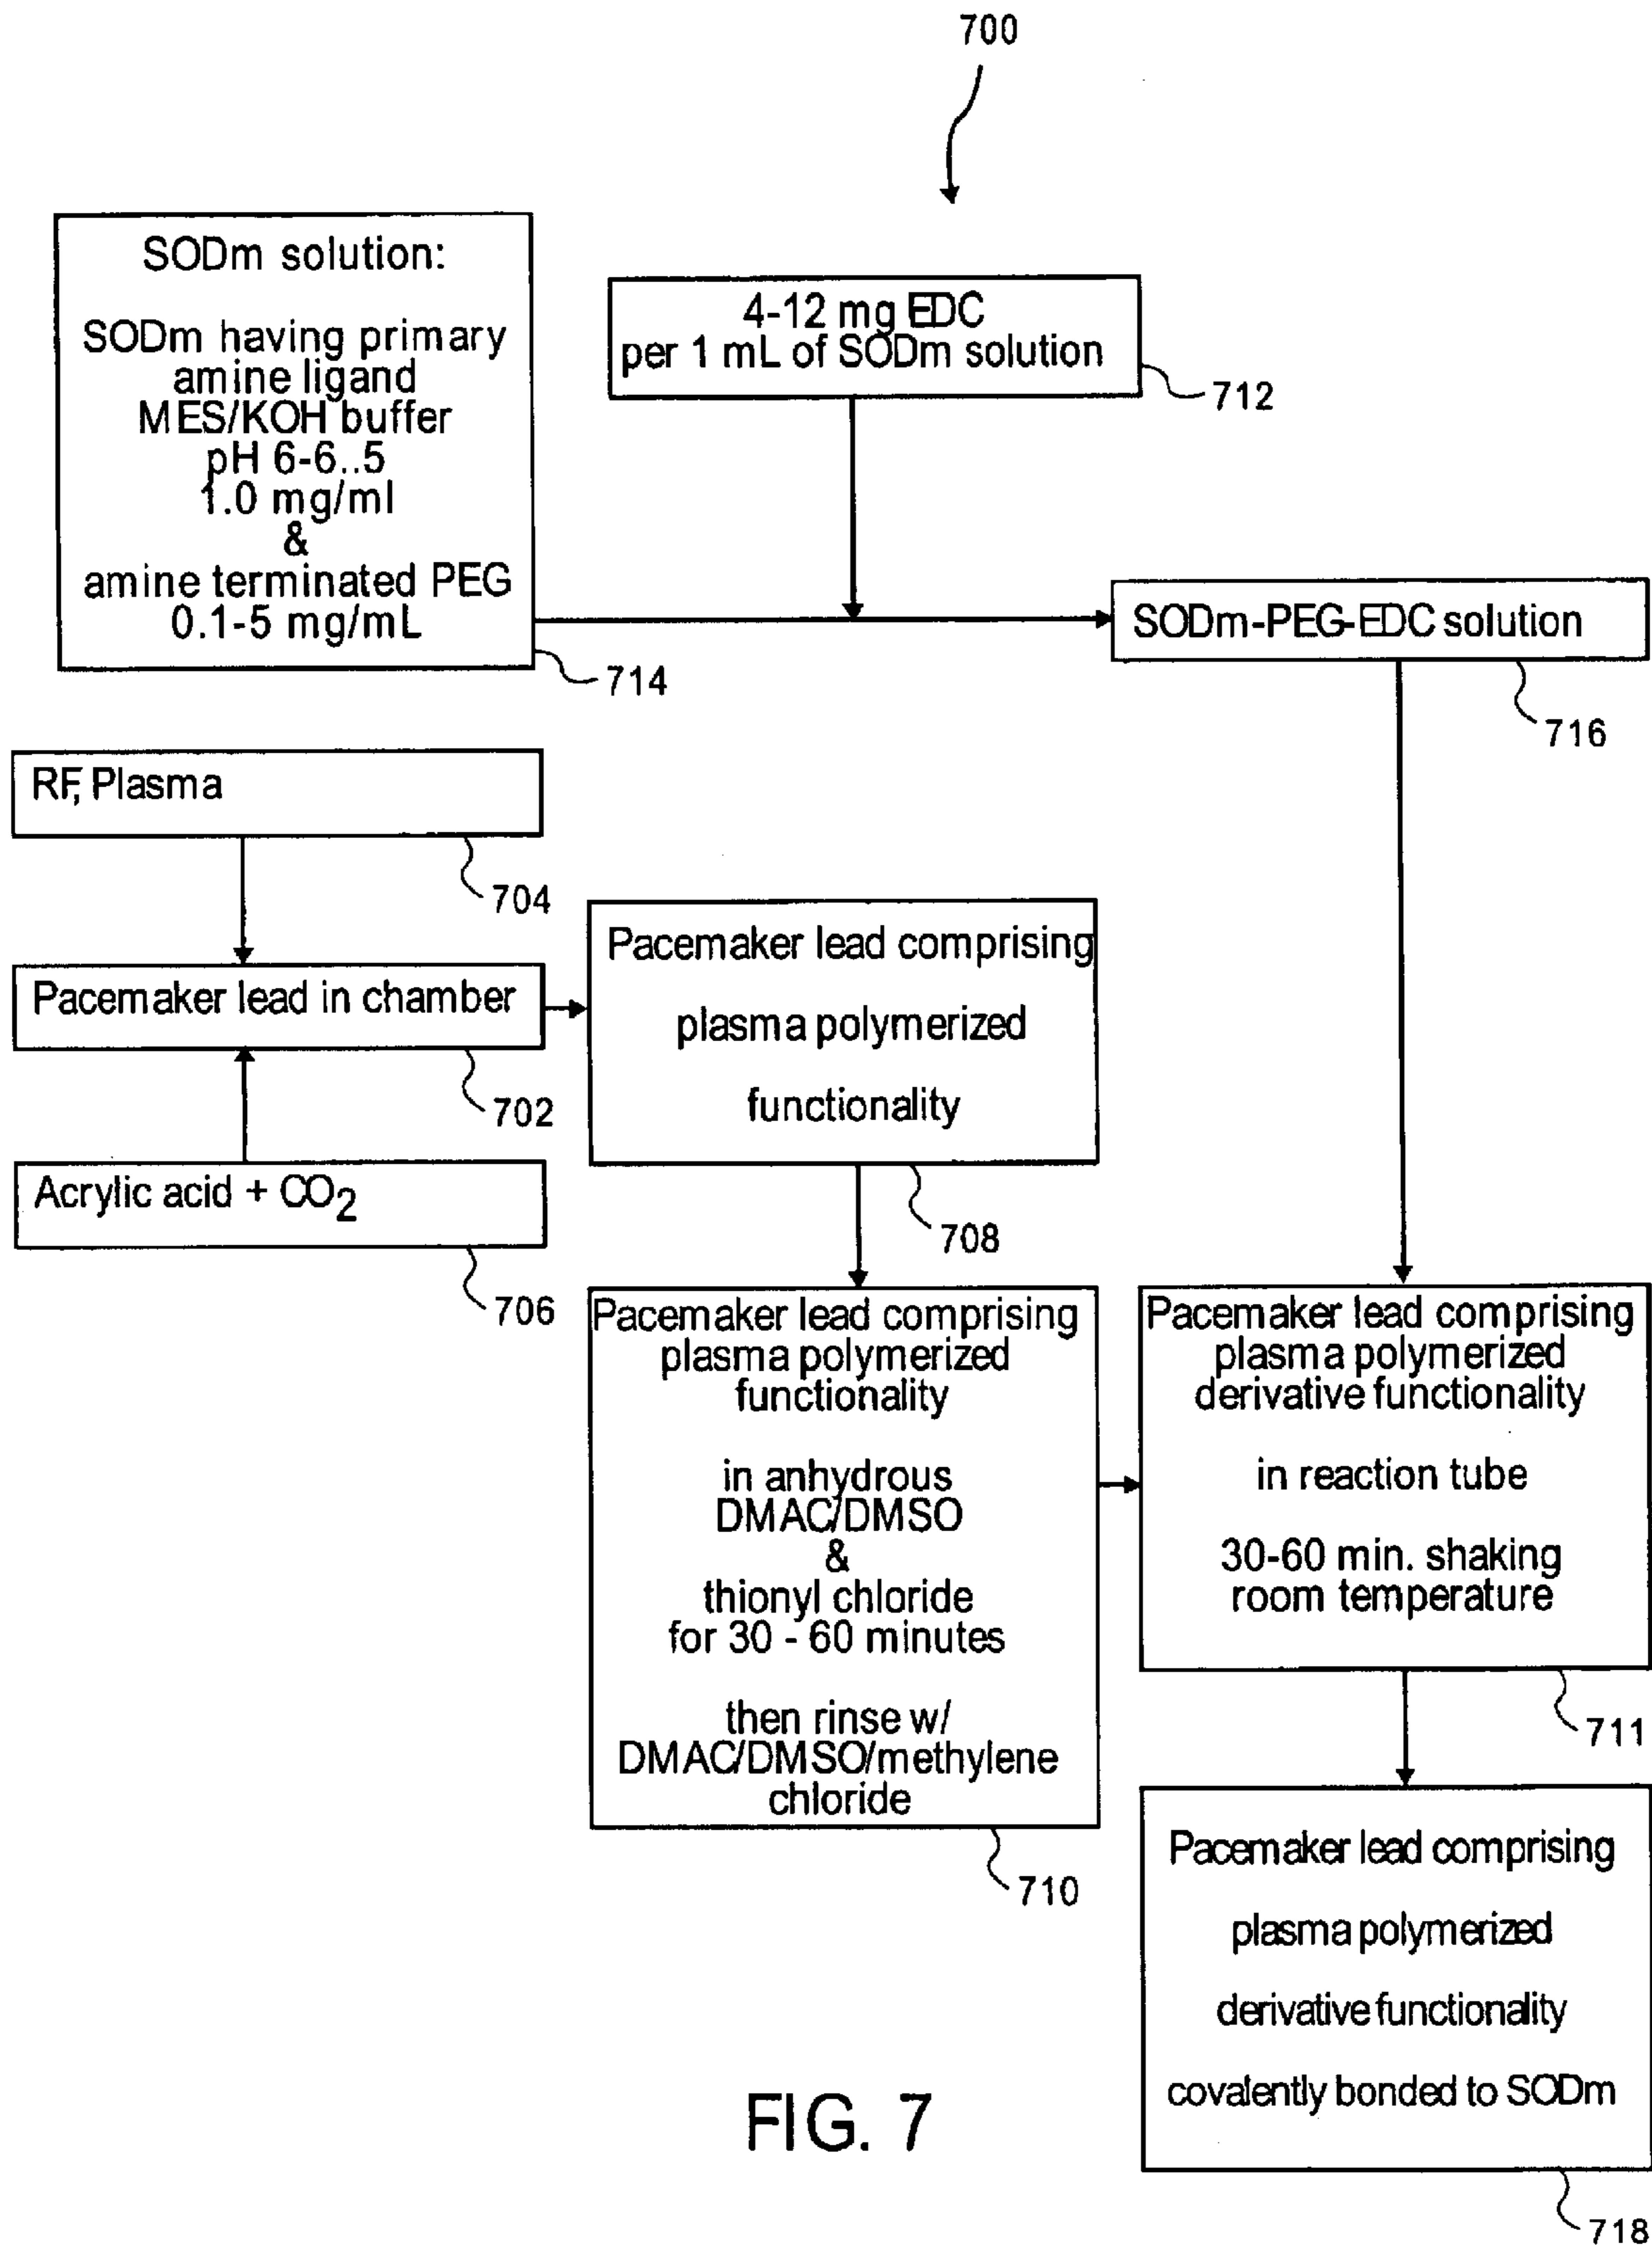 700
SODm solution:
SODm having primary
amine ligand
MES/KOH buffer
pH 6-6..5
1.0 mg/ml
&
amine terminated PEG
0.1-5 mg/mL
714
4-12 mg EDC
per 1 mL of SODm solution
712
SODm-PEG-EDC solution
716
RF, Plasma
704
Pacemaker lead in chamber
702
Acrylic acid + CO2
706
Pacemaker lead comprising
plasma polymerized
functionality
708
Pacemaker lead comprising
plasma polymerized
functionality
in anhydrous
DMAC/DMSO
&
thionyl chloride
for 30 - 60 minutes
then rinse w/
DMAC/DMSO/methylene
chloride
710
Pacemaker lead comprising
plasma polymerized
derivative functionality
in reaction tube
30-60 min. shaking
room temperature
711
Pacemaker lead comprising
plasma polymerized
derivative functionality
covalently bonded to SODm
718
FIG. 7